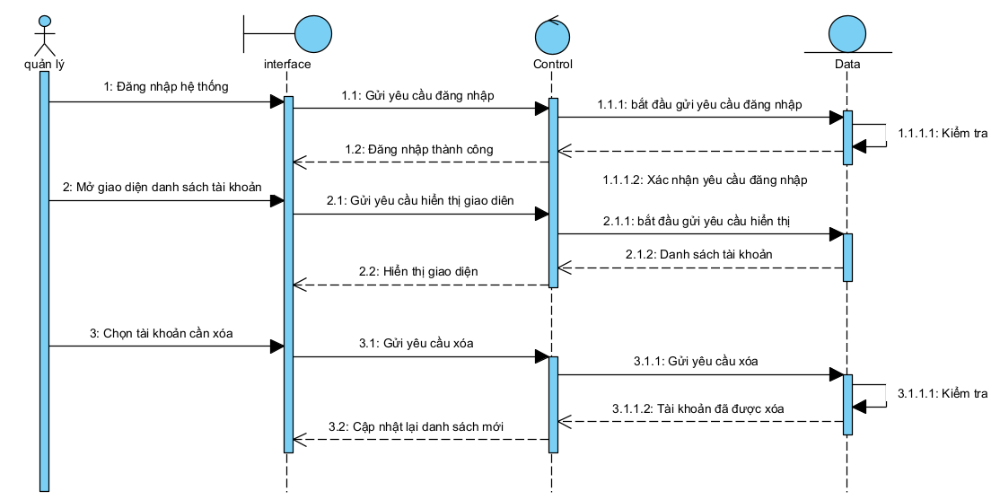 quản lý
interface
Control
Data
1: Đăng nhập hệ thống
1.1: Gửi yêu cầu đăng nhập
1.1.1: bắt đầu gửi yêu cầu đăng nhập
1.1.1.1: Kiểm tra
1.2: Đăng nhập thành công
1.1.1.2: Xác nhận yêu cầu đăng nhập
2: Mở giao diện danh sách tài khoản
2.1: Gửi yêu cầu hiển thị giao diên
2.1.1: bắt đầu gửi yêu cầu hiển thị
2.1.2: Danh sách tài khoản
2.2: Hiển thị giao diện
3: Chọn tài khoản cần xóa
3.1: Gửi yêu cầu xóa
3.1.1: Gửi yêu cầu xóa
3.1.1.1: Kiểm tra
3.1.1.2: Tài khoản đã được xóa
3.2: Cập nhật lại danh sách mới